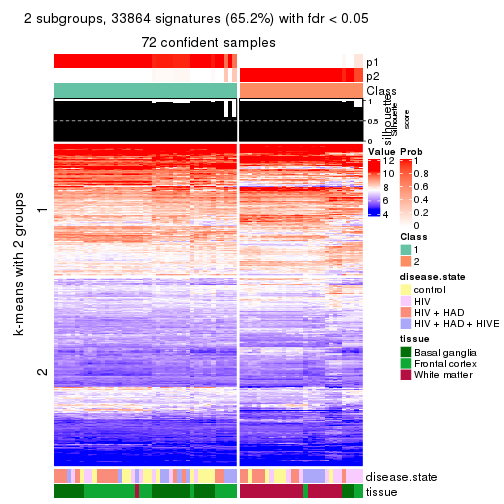 2 subgroups, 33864 signatures (65.2%) with fdr < 0.05
72 confident samples
p1
p2
Class
silhouette
1
0.5
0
Silhouette
score
k-means with 2 groups
1
2
Value
12
10
8
6
4
Prob
1
0.8
0.6
0.4
0.2
0
Class
1
2
disease.state
control
HIV
HIV + HAD
HIV + HAD + HIVE
tissue
Basal ganglia
Frontal cortex
White matter
disease.state
tissue